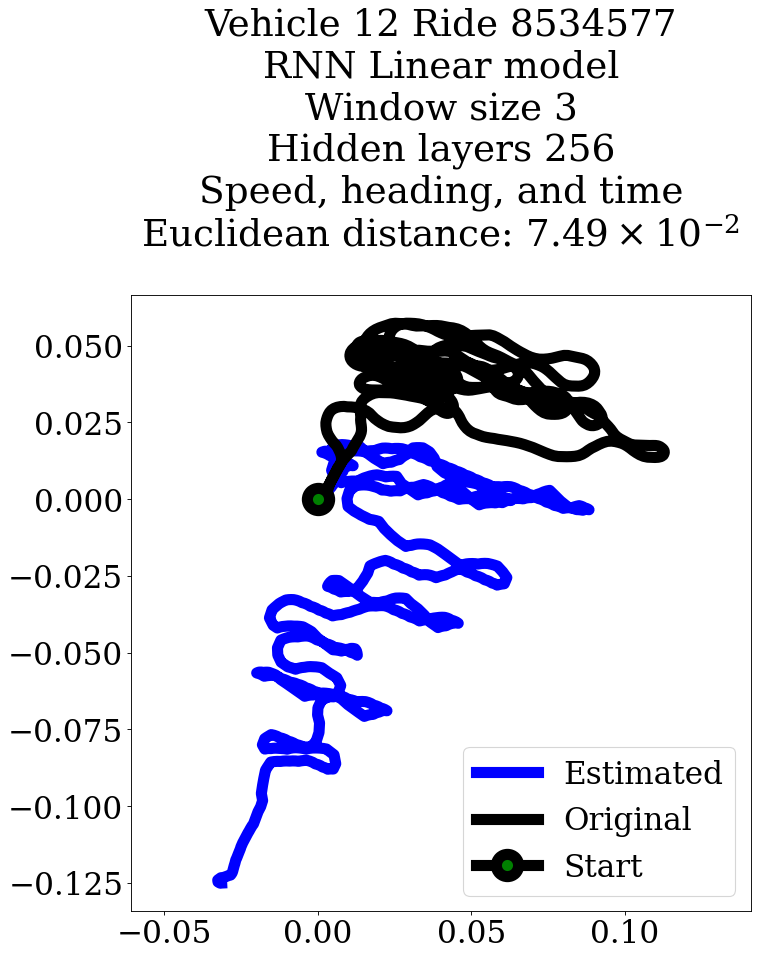 Vehicle 12 Ride 8534577
RNN Linear model
Window size 3
Hidden layers 256
Speed, heading, and time
Euclidean distance: 7.49 × 10⁻²
0.050
0.025
0.000
−0.025
−0.050
−0.075
−0.100
−0.125
Estimated
Original
Start
−0.05 0.00 0.05 0.10